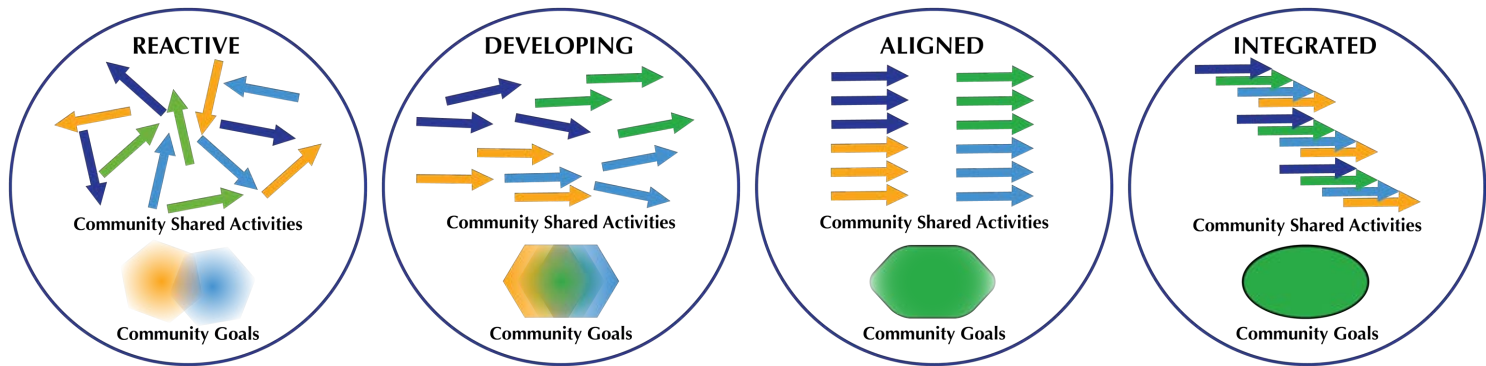 REACTIVE
Community Shared Activities
Community Goals
DEVELOPING
Community Shared Activities
Community Goals
ALIGNED
Community Shared Activities
Community Goals
INTEGRATED
Community Shared Activities
Community Goals